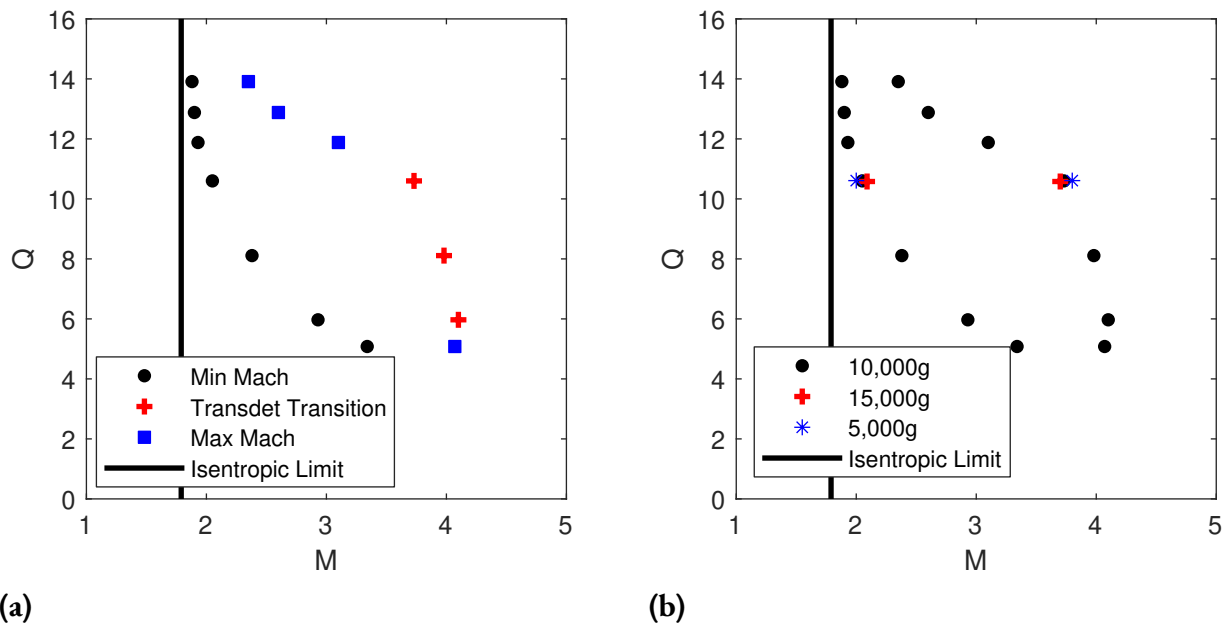 16
14
12
10
8
6
4
2
0
Q
Min Mach
Transdet Transition
Max Mach
Isentropic Limit
1 2 3 4 5
M
(a)
16
14
12
10
8
6
4
2
0
Q
10,000g
15,000g
5,000g
Isentropic Limit
1 2 3 4 5
M
(b)